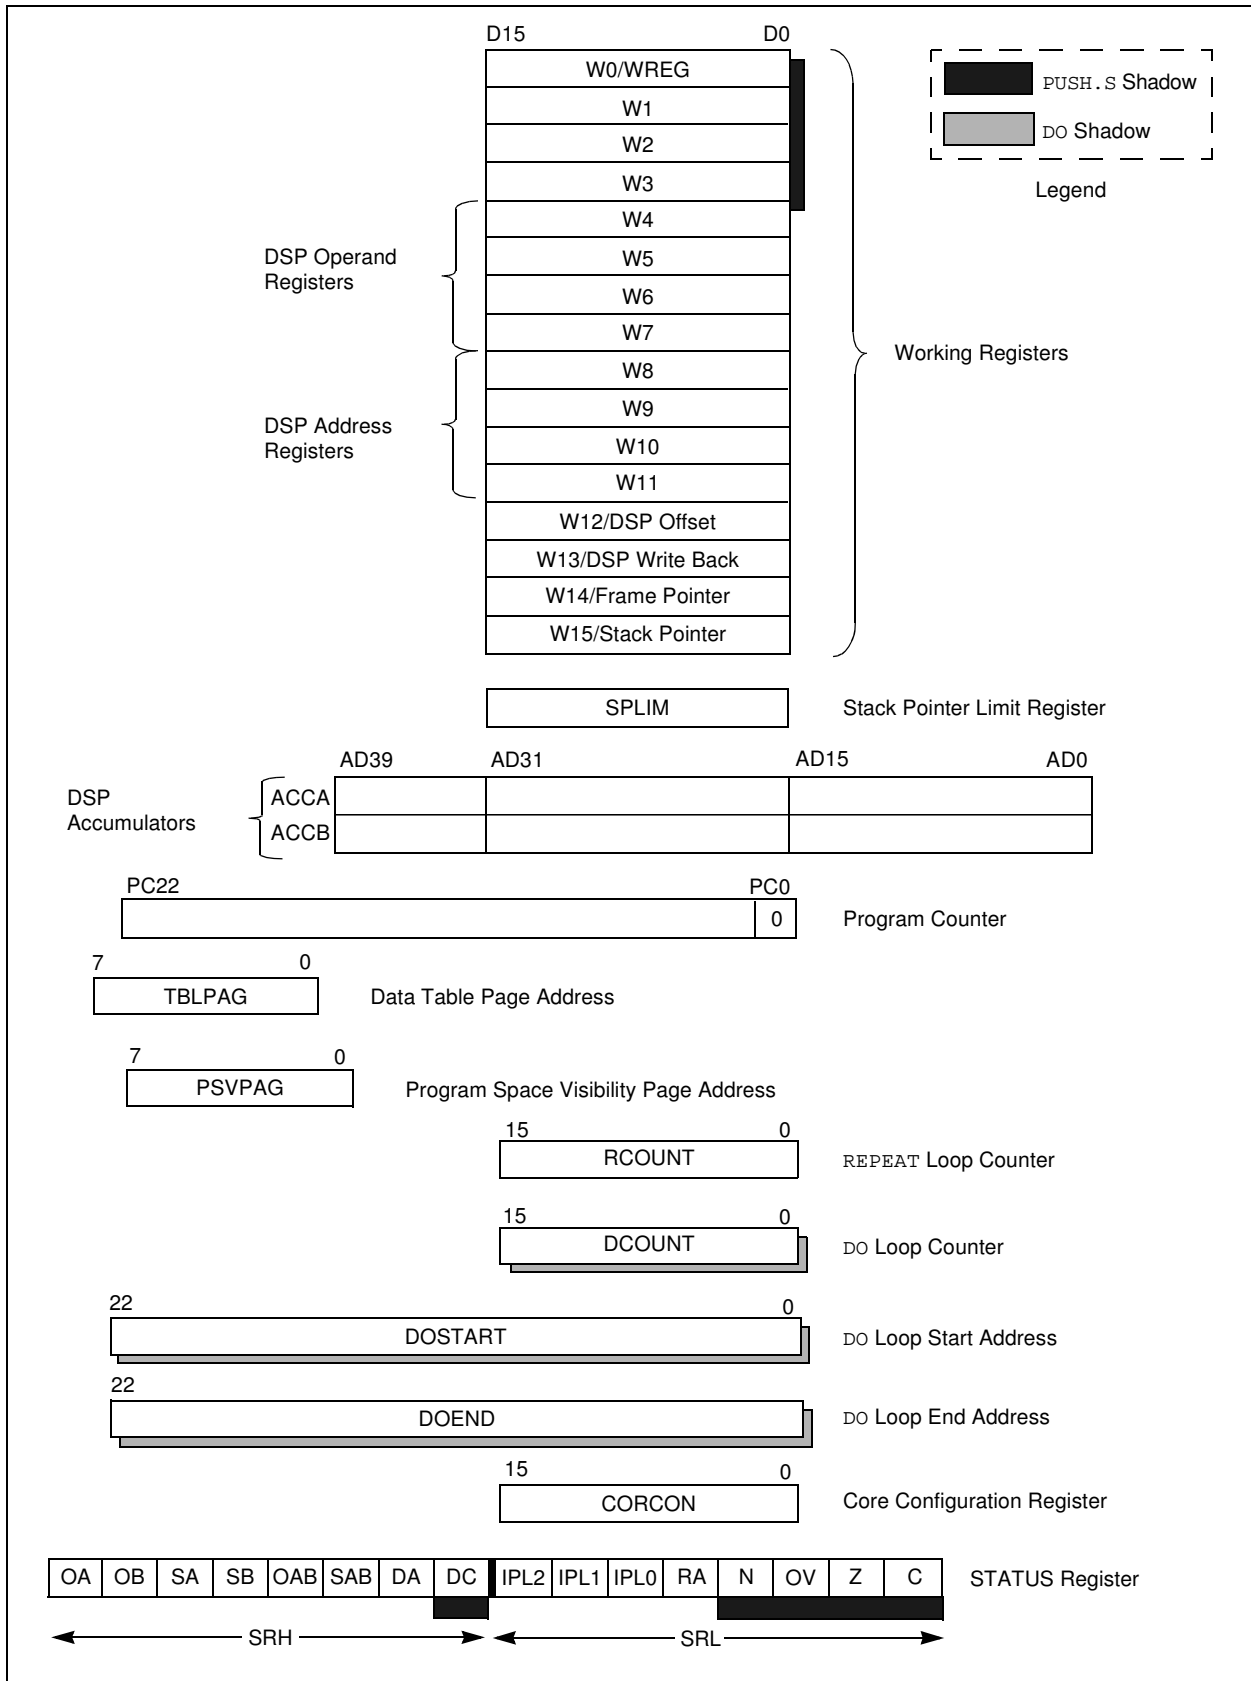 D15 D0
W0/WREG
W1
W2
W3
W4
W5
W6
W7
W8
W9
W10
W11
W12/DSP Offset
W13/DSP Write Back
W14/Frame Pointer
W15/Stack Pointer
PUSH.S Shadow
DO Shadow
Legend
DSP Operand
Registers
DSP Address
Registers
Working Registers
SPLIM Stack Pointer Limit Register
AD39 AD31 AD15 AD0
DSP
Accumulators
ACCA
ACCB
PC22 PC0
0 Program Counter
7 0
TBLPAG Data Table Page Address
7 0
PSVPAG Program Space Visibility Page Address
15 0
RCOUNT REPEAT Loop Counter
15 0
DCOUNT DO Loop Counter
22 0
DOSTART DO Loop Start Address
22
DOEND DO Loop End Address
15 0
CORCON Core Configuration Register
OA OB SA SB OAB SAB DA DC IPL2 IPL1 IPL0 RA N OV Z C STATUS Register
SRH SRL